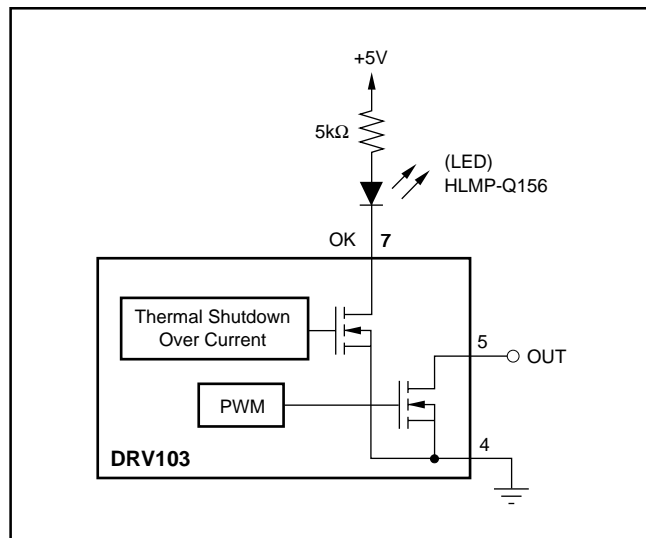 +5V
5kΩ
(LED)
HLMP-Q156
OK 7
Thermal Shutdown
Over Current
5
OUT
PWM
4
DRV103